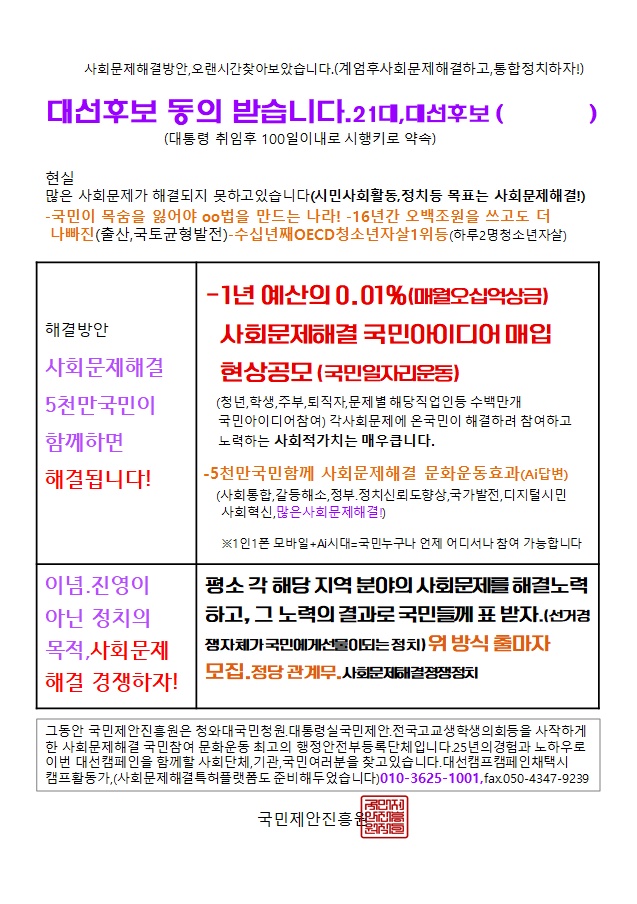 사회문제해결방안,오랜시간찾아보았습니다.(계엄후사회문제해결하고,통합정치하자!)
대선후보 동의 받습니다.21대,대선후보 (          )
(대통령 취임후 100일이내로 시행키로 약속)
현실
많은 사회문제가 해결되지 못하고있습니다(시민사회활동,정치등 목표는 사회문제해결!)
-국민이 목숨을 잃어야 oo법을 만드는 나라! -16년간 오백조원을 쓰고도 더
나빠진(출산,국토균형발전)-수십년째OECD청소년자살1위등(하루2명청소년자살)
해결방안
사회문제해결
5천만국민이
함께하면
해결됩니다!
-1년 예산의 0.01%(매월오십억상금)
사회문제해결 국민아이디어 매입
현상공모 (국민일자리운동)
(청년,학생,주부,퇴직자,문제별 해당직업인등 수백만개
국민아이디어참여) 각사회문제에 온국민이 해결하려 참여하고
노력하는 사회적가치는 매우큽니다.
-5천만국민함께 사회문제해결 문화운동효과(Ai답변)
(사회통합,갈등해소,정부.정치신뢰도향상,국가발전,디지털시민
사회혁신,많은사회문제해결!)
※1인1폰 모바일+Ai시대=국민누구나 언제 어디서나 참여 가능합니다
이념.진영이
아닌 정치의
목적,사회문제
해결 경쟁하자!
평소 각 해당 지역 분야의 사회문제를 해결노력
하고, 그 노력의 결과로 국민들께 표 받자.(선거경
쟁자체가 국민에게선물이되는 정치) 위 방식 출마자
모집.정당 관계무.사회문제해결경쟁정치
그동안 국민제안진흥원은 청와대국민청원.대통령실국민제안.전국고교생학생의회등을 시작하게
한 사회문제해결 국민참여 문화운동 최고의 행정안전부등록단체입니다.25년의경험과 노하우로
이번 대선캠페인을 함께할 사회단체,기관,국민여러분을 찾고있습니다.대선캠프캠페인채택시
캠프활동가,(사회문제해결특허플랫폼도 준비해두었습니다)010-3625-1001,fax.050-4347-9239
국민제안진흥원